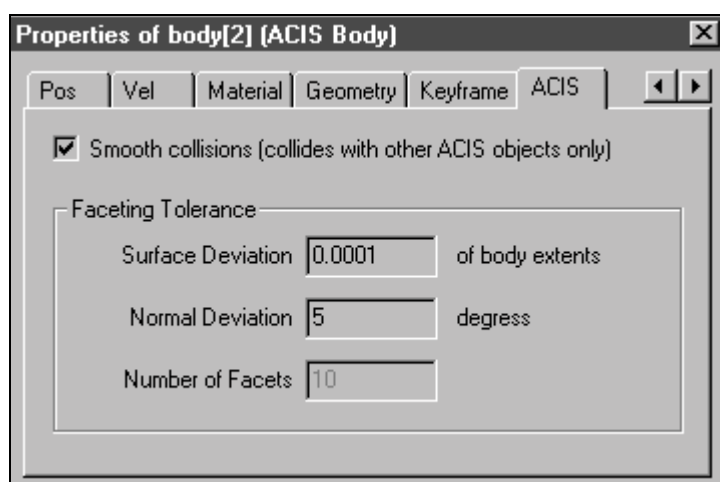 Properties of body[2] (ACIS Body)
Pos Vel Material Geometry Keyframe ACIS
Smooth collisions (collides with other ACIS objects only)
Faceting Tolerance
Surface Deviation 0.0001 of body extents
Normal Deviation 5 degress
Number of Facets 10